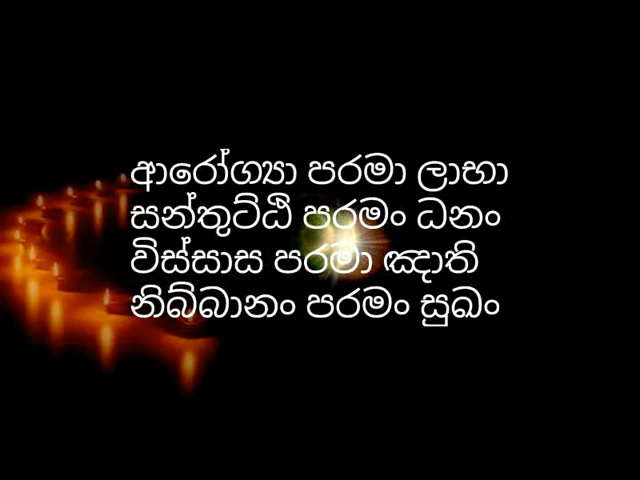 ආරෝග්‍යා පරමා ලාභා
සන්තුට්ඨි පරමං ධනං
විස්සාස පරමා ඤාති
නිබ්බානං පරමං සුඛං